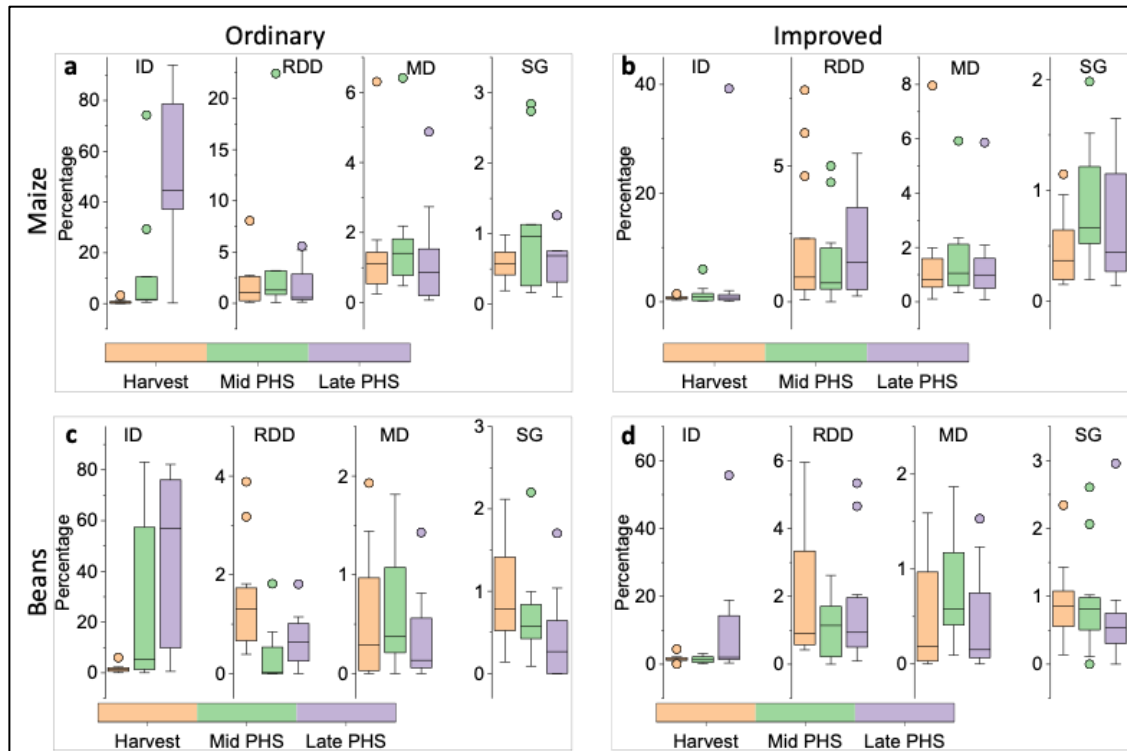 Ordinary
Improved
Maize
Beans
a
ID
RDD
MD
SG
Percentage
80
60
40
20
0
20
15
10
5
0
6
4
2
0
3
2
1
0
Harvest
Mid PHS
Late PHS
b
ID
RDD
MD
SG
Percentage
40
20
0
5
0
8
6
4
2
0
2
1
0
Harvest
Mid PHS
Late PHS
c
ID
RDD
MD
SG
Percentage
80
60
40
20
0
4
2
0
2
1
0
3
2
1
0
Harvest
Mid PHS
Late PHS
d
ID
RDD
MD
SG
Percentage
60
40
20
0
6
4
2
0
2
1
0
3
2
1
0
Harvest
Mid PHS
Late PHS